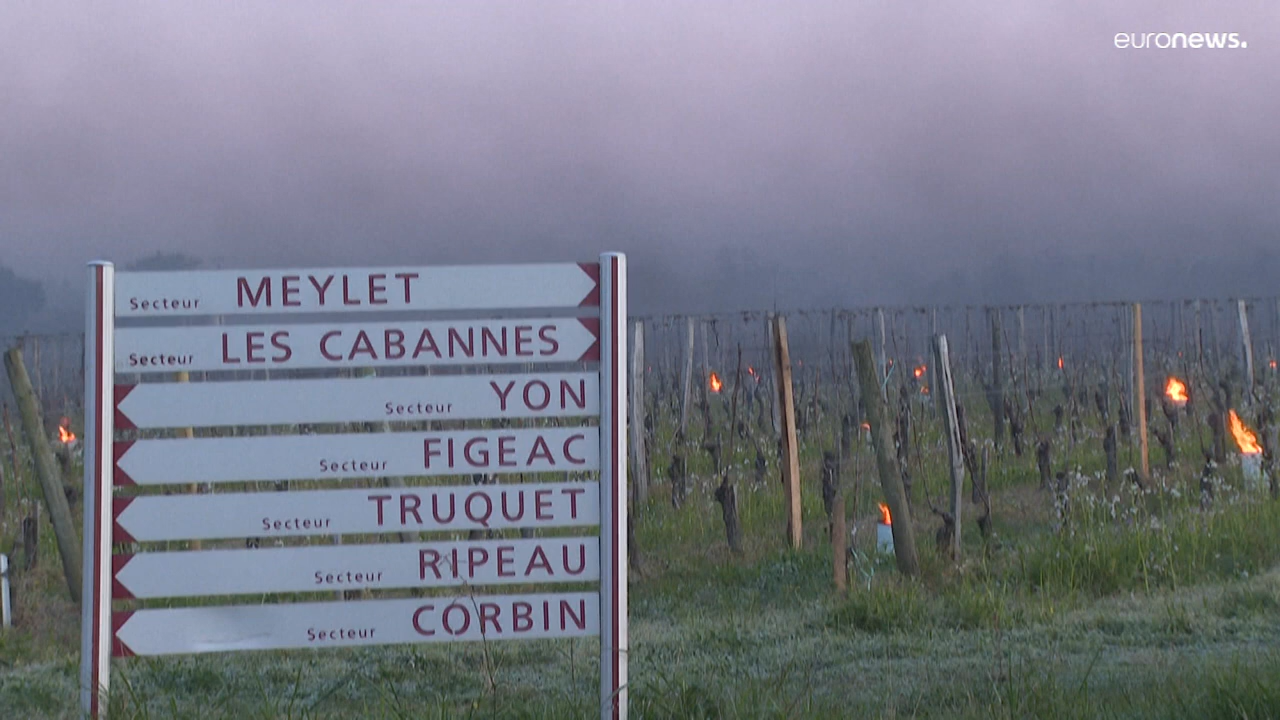 euronews.
Secteur MEYLET
Secteur LES CABANNES
Secteur YON
Secteur FIGEAC
Secteur TRUQUET
Secteur RIPEAU
Secteur CORBIN